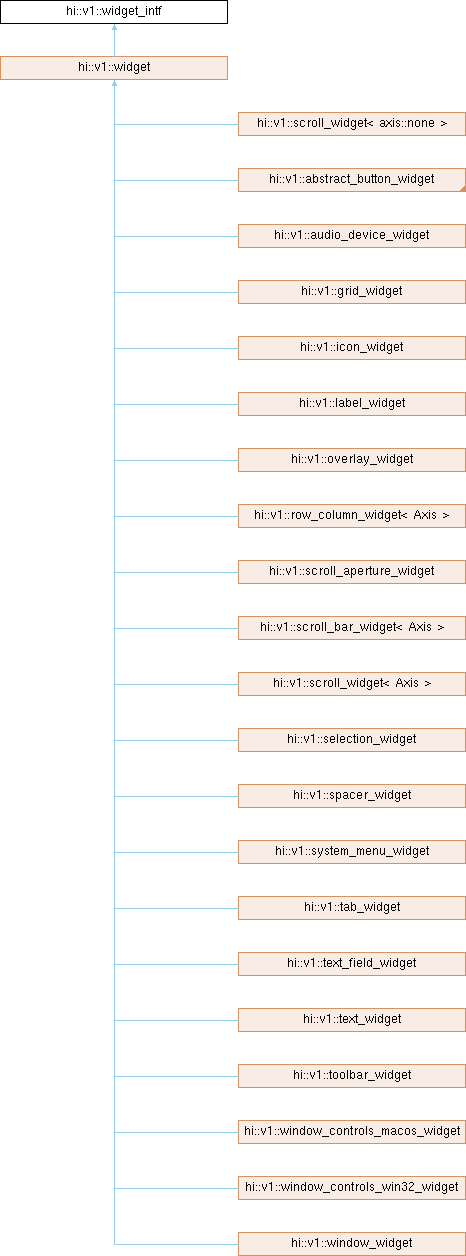 hi::v1::widget_intf
hi::v1::widget
hi::v1::scroll_widget< axis::none >
hi::v1::abstract_button_widget
hi::v1::audio_device_widget
hi::v1::grid_widget
hi::v1::icon_widget
hi::v1::label_widget
hi::v1::overlay_widget
hi::v1::row_column_widget< Axis >
hi::v1::scroll_aperture_widget
hi::v1::scroll_bar_widget< Axis >
hi::v1::scroll_widget< Axis >
hi::v1::selection_widget
hi::v1::spacer_widget
hi::v1::system_menu_widget
hi::v1::tab_widget
hi::v1::text_field_widget
hi::v1::text_widget
hi::v1::toolbar_widget
hi::v1::window_controls_macos_widget
hi::v1::window_controls_win32_widget
hi::v1::window_widget